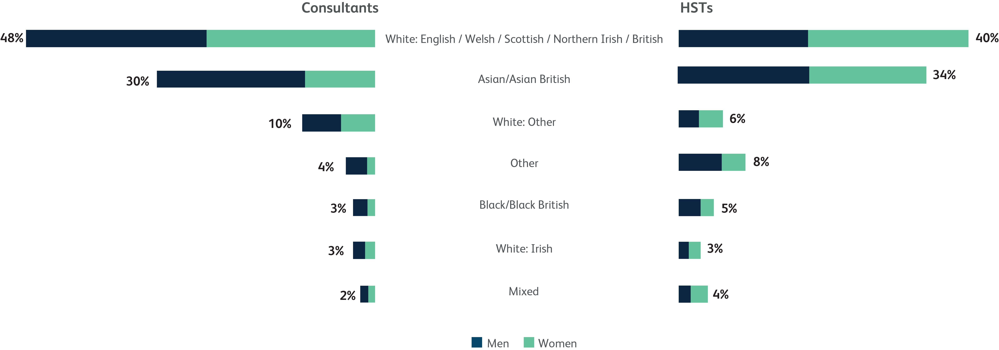 Consultants
HSTs
48%
White: English / Welsh / Scottish / Northern Irish / British
40%
30%
Asian/Asian British
34%
10%
White: Other
6%
4%
Other
8%
3%
Black/Black British
5%
3%
White: Irish
3%
2%
Mixed
4%
Men
Women